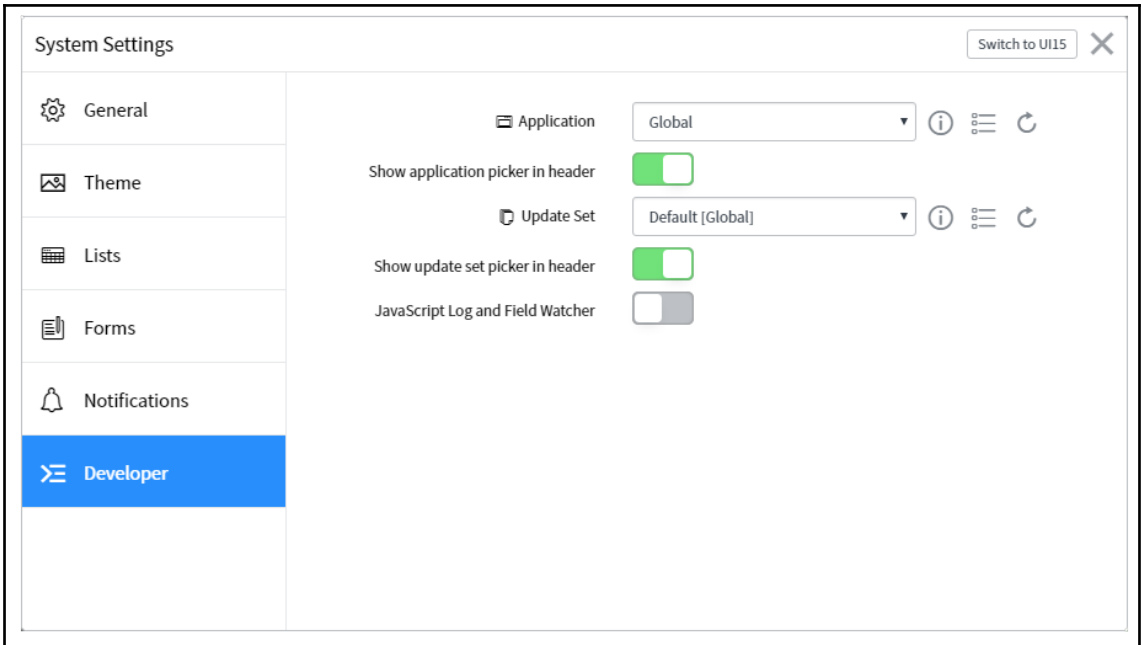 System Settings
Switch to UI15
General
Theme
Lists
Forms
Notifications
Developer
Application
Global
Show application picker in header
Update Set
Default [Global]
Show update set picker in header
JavaScript Log and Field Watcher